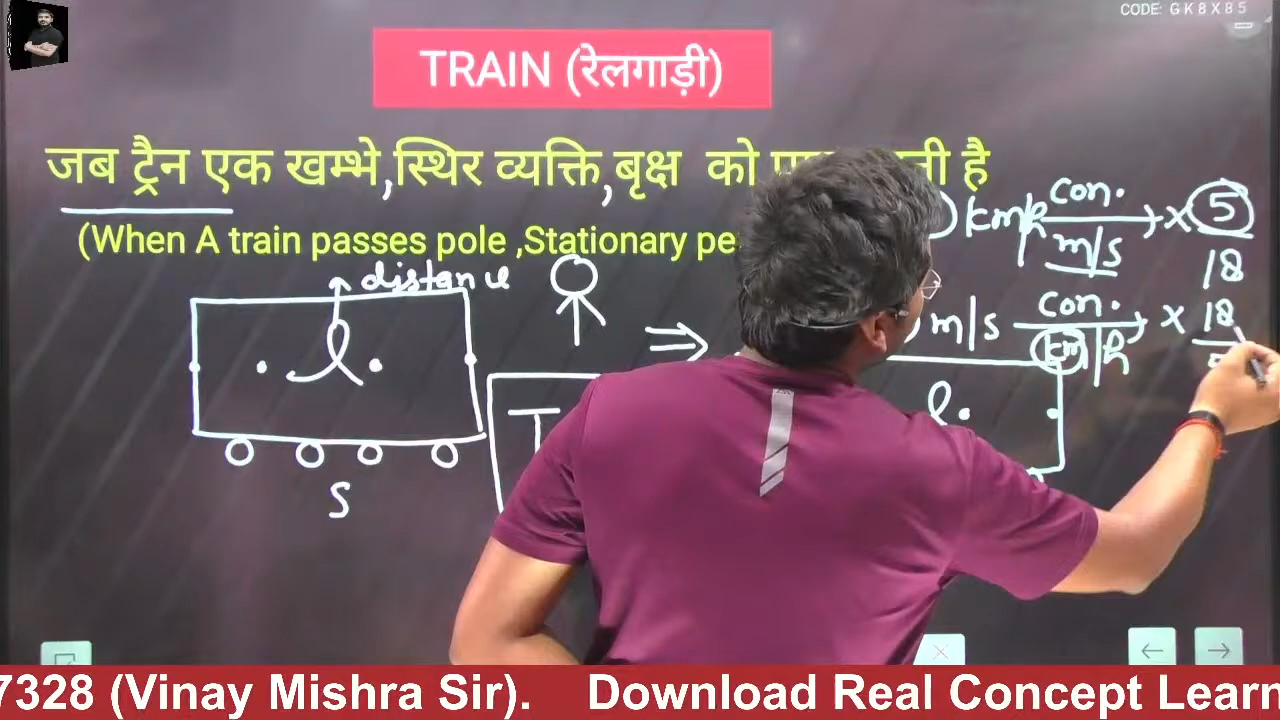 CODE: GK8X85
TRAIN (रेलगाड़ी)
जब ट्रैन एक खम्भे,स्थिर व्यक्ति,बृक्ष को है
(When A train passes pole ,Stationary
km/h con. m/s × 5/18
m/s con. km/h × 18
distance
l
l
S
T
7328 (Vinay Mishra Sir). Download Real Concept Learn